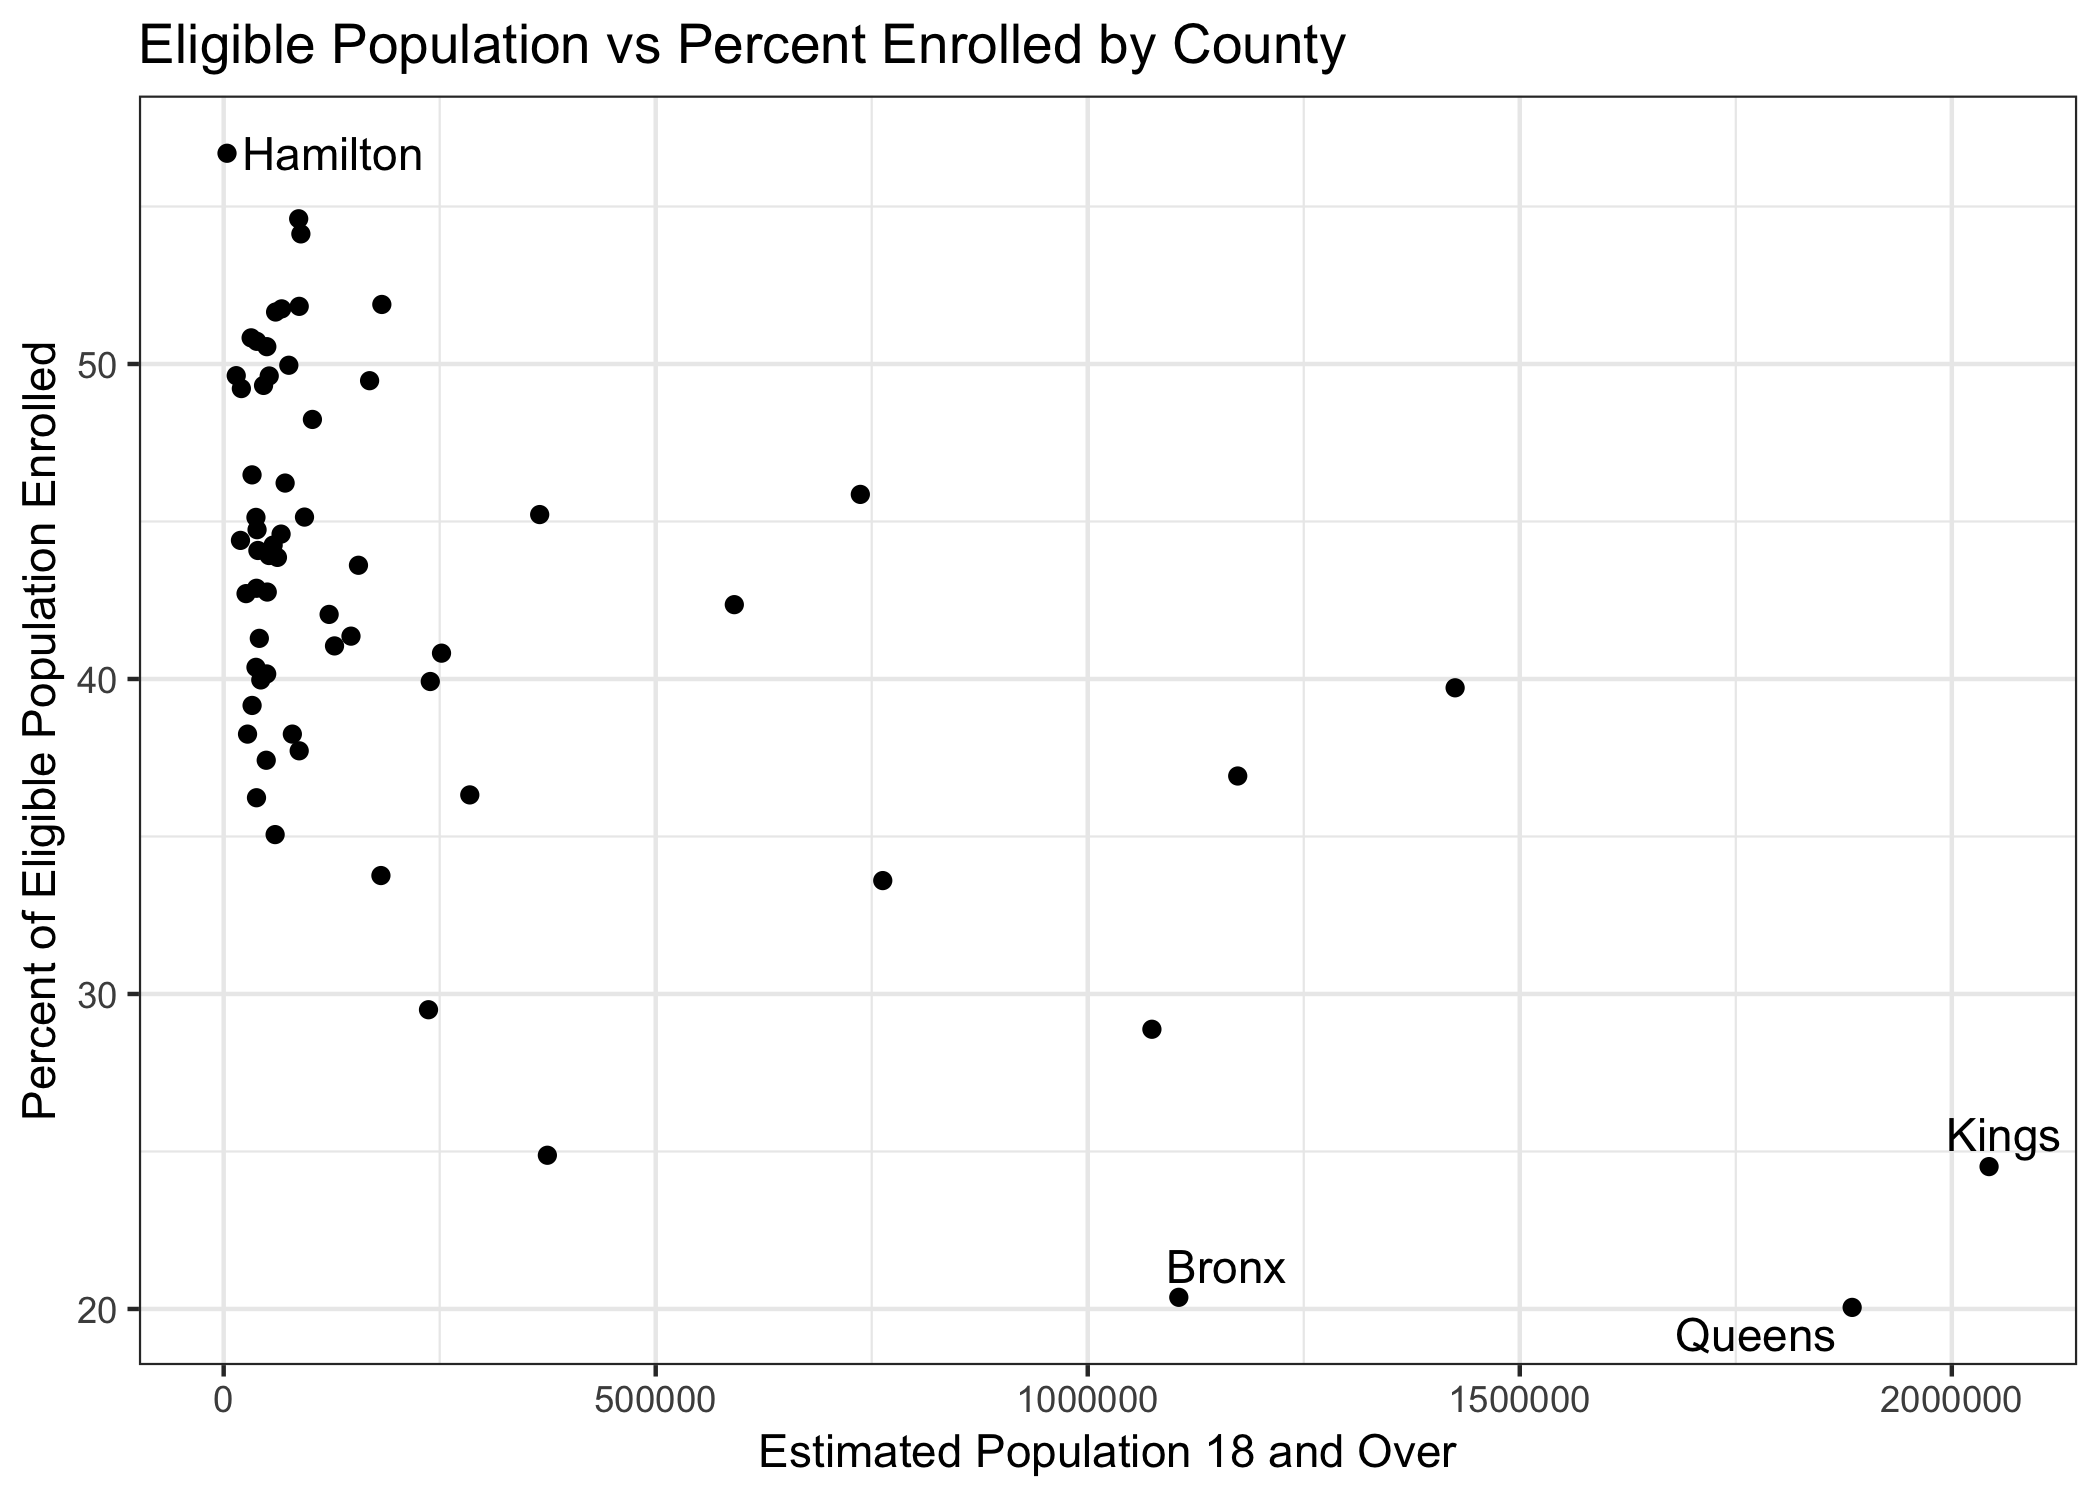 Eligible Population vs Percent Enrolled by County
Hamilton
50
40
30
20
Percent of Eligible Population Enrolled
Kings
Bronx
Queens
0
500000
1000000
1500000
2000000
Estimated Population 18 and Over